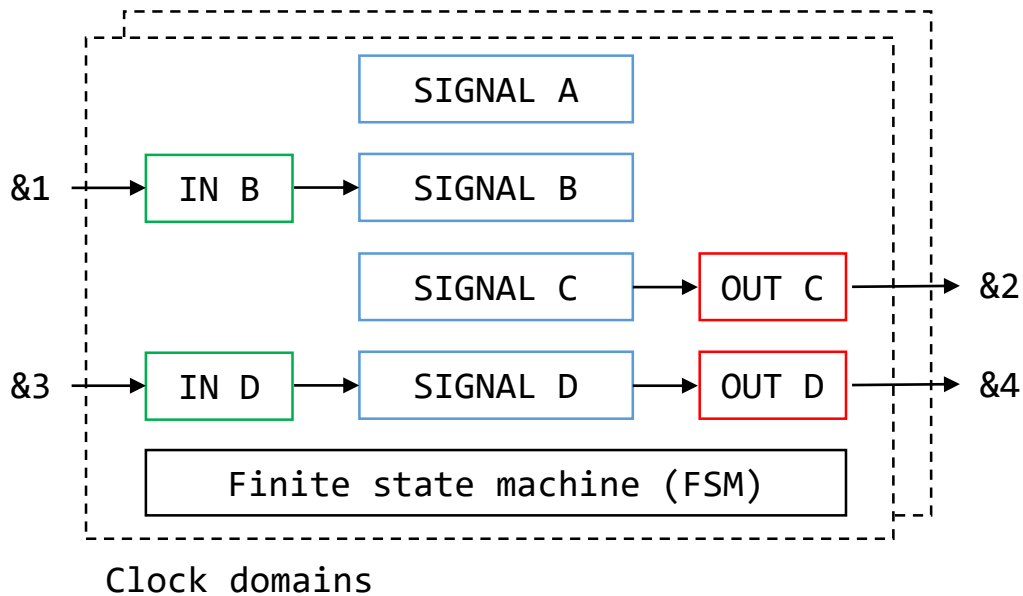 SIGNAL A
&1 IN B SIGNAL B
SIGNAL C OUT C &2
&3 IN D SIGNAL D OUT D &4
Finite state machine (FSM)
Clock domains